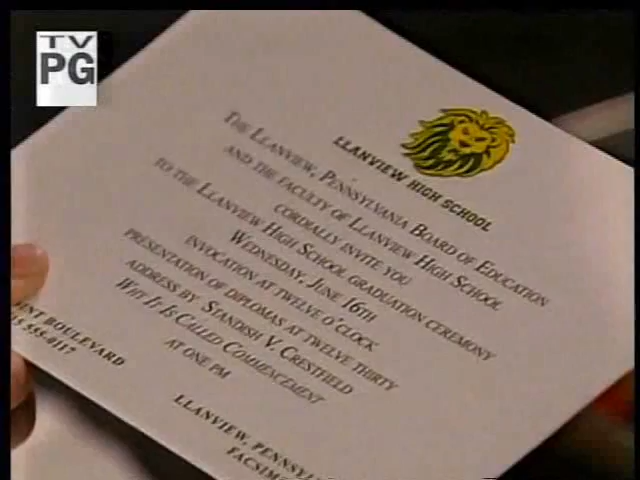 TV
PG
LLANVIEW HIGH SCHOOL
THE LLANVIEW, PENNSYLVANIA BOARD OF EDUCATION
AND THE FACULTY OF LLANVIEW HIGH SCHOOL
CORDIALLY INVITE YOU
TO THE LLANVIEW HIGH SCHOOL GRADUATION CEREMONY
WEDNESDAY, JUNE 16TH
INVOCATION AT TWELVE O'CLOCK
PRESENTATION OF DIPLOMAS AT TWELVE THIRTY
ADDRESS BY STANDISH V. CRESTFIELD
WHY IT IS CALLED COMMENCEMENT
AT ONE PM
BOULEVARD
555-0117
LLANVIEW, PENNSYL
FACSIM